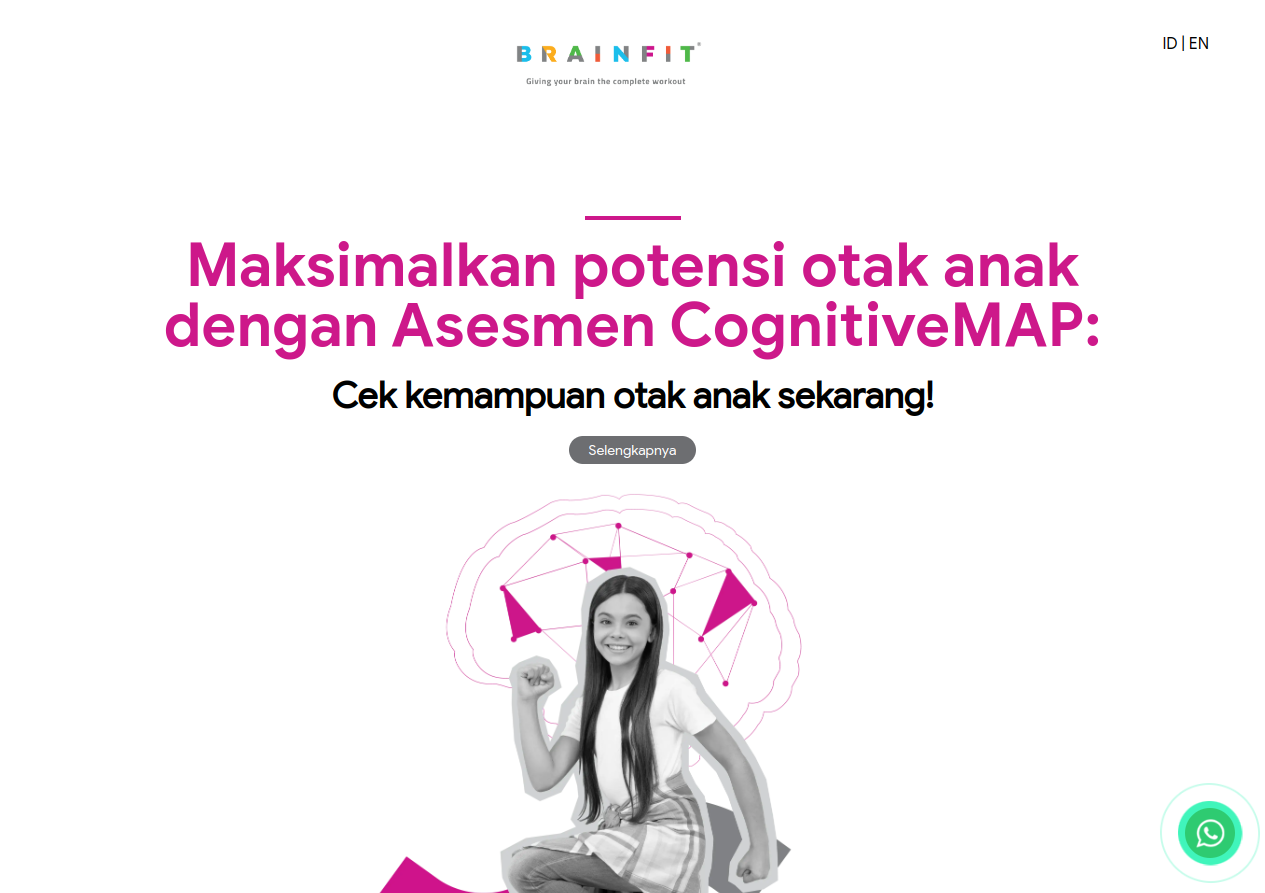 BRAINFIT®
Giving your brain the complete workout
ID | EN
Maksimalkan potensi otak anak
dengan Asesmen CognitiveMAP:
Cek kemampuan otak anak sekarang!
Selengkapnya